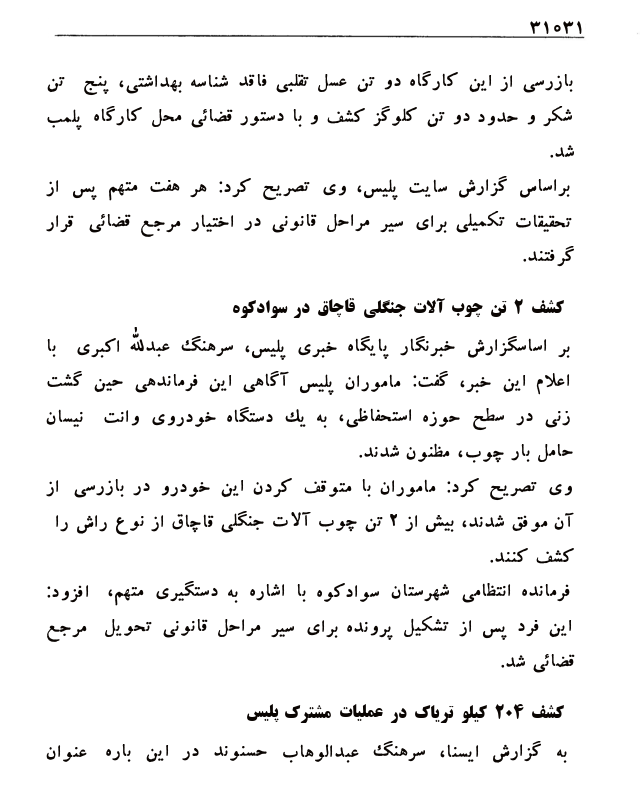 ۳۱۰۳۱
بازرسی از این کارگاه دو تن عسل تقلبی فاقد شناسه بهداشتی، پنج تن
شکر و حدود دو تن کلوگز کشف و با دستور قضائی محل کارگاه پلمب
شد.
براساس گزارش سایت پلیس، وی تصریح کرد: هر هفت متهم پس از
تحقیقات تکمیلی برای سیر مراحل قانونی در اختیار مرجع قضائی قرار
گرفتند.
کشف ۲ تن چوب آلات جنگلی قاچاق در سوادکوه
بر اساسگزارش خبرنگار پایگاه خبری پلیس، سرهنگ عبدالله اکبری با
اعلام این خبر، گفت: ماموران پلیس آگاهی این فرماندهی حین گشت
زنی در سطح حوزه استحفاظی، به یك دستگاه خودروی وانت نیسان
حامل بار چوب، مظنون شدند.
وی تصریح کرد: ماموران با متوقف کردن این خودرو در بازرسی از
آن موفق شدند، بیش از ۲ تن چوب آلات جنگلی قاچاق از نوع راش را
کشف کنند.
فرمانده انتظامی شهرستان سوادکوه با اشاره به دستگیری متهم، افزود:
این فرد پس از تشکیل پرونده برای سیر مراحل قانونی تحویل مرجع
قضائی شد.
کشف ۲۰۴ کیلو تریاک در عملیات مشترک پلیس
به گزارش ایسنا، سرهنگ عبدالوهاب حسنوند در این باره عنوان